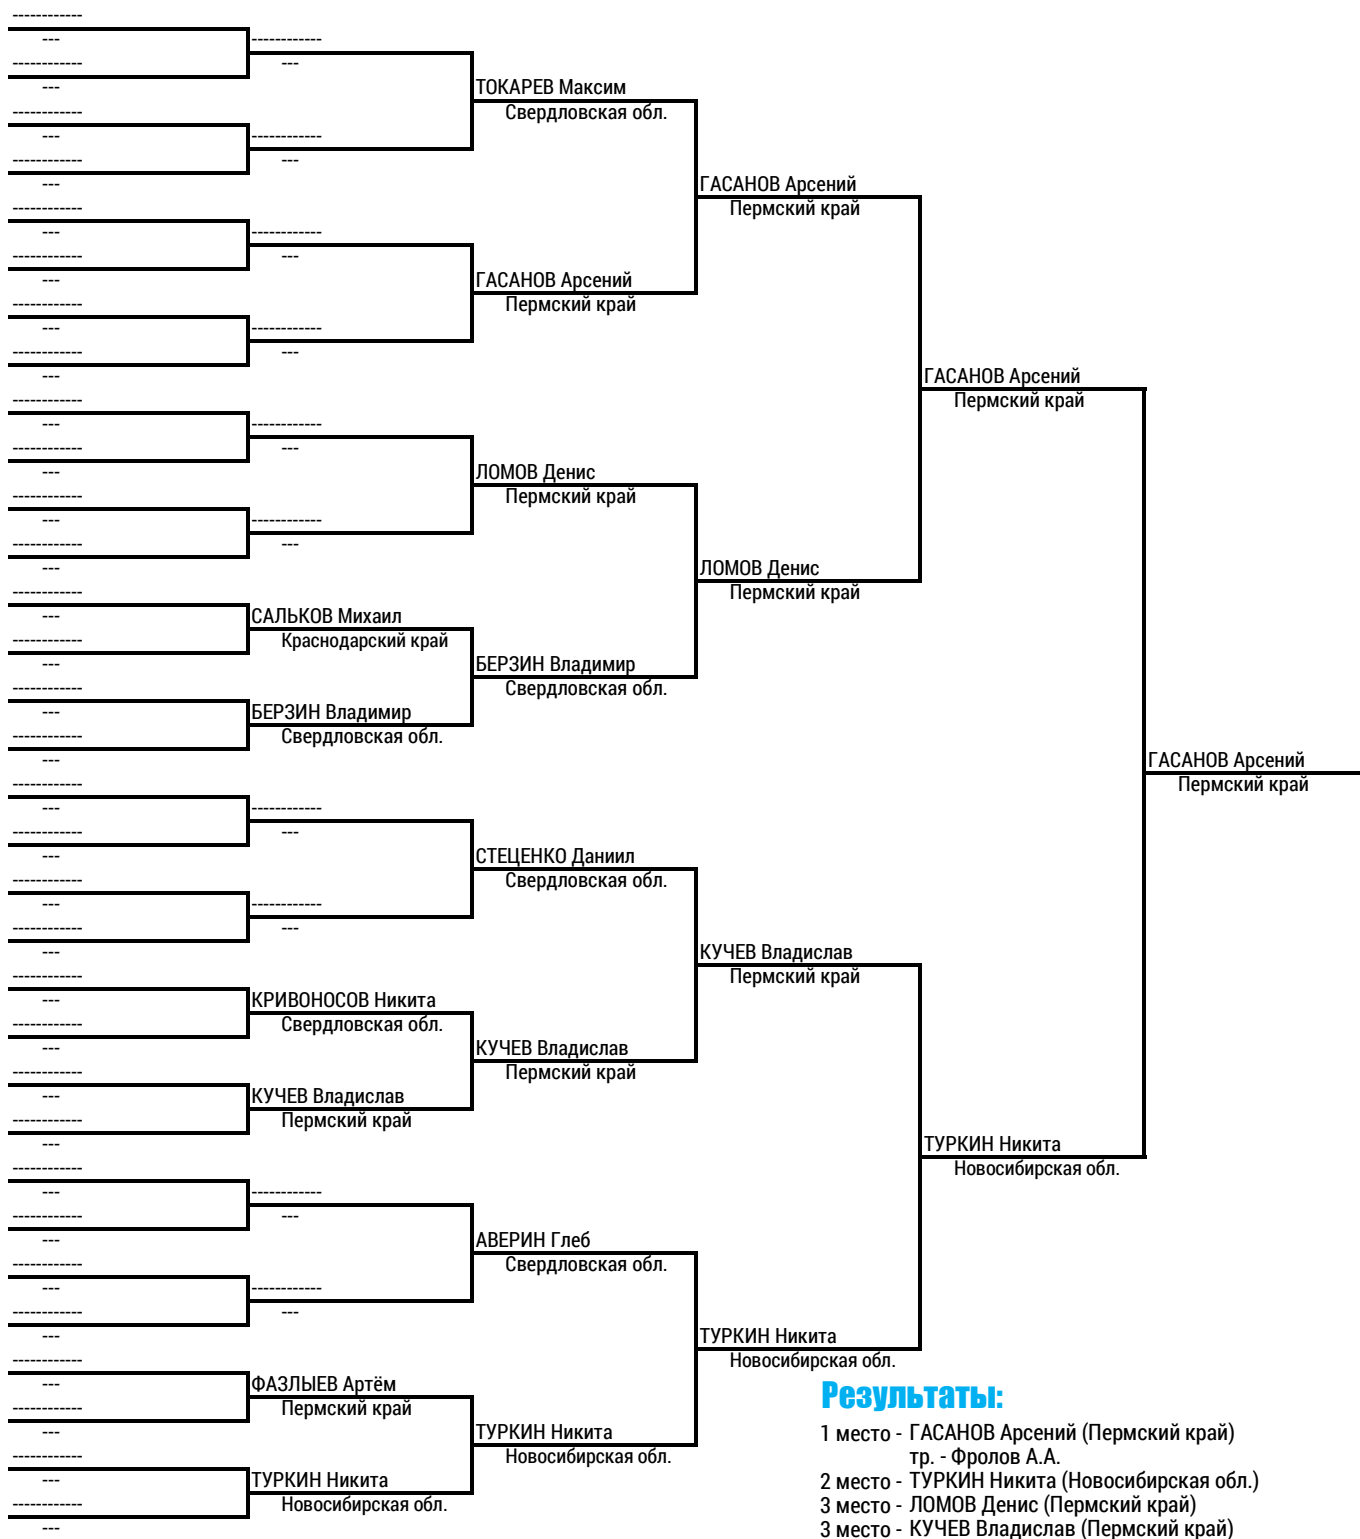 ------------
---
------------
---
------------
---
------------
---
------------
---
------------
---
------------
---
------------
---
------------
---
------------
---
------------
---
------------
---
------------
---
------------
---
------------
---
------------
---
------------
---
------------
---
------------
---
------------
---
------------
---
------------
---
------------
---
------------
---
------------
---
------------
---
------------
---
------------
---
------------
---
------------
---
------------
---
------------
---
------------
---
------------
---
------------
---
------------
---
------------
---
------------
---
САЛЬКОВ Михаил
Краснодарский край
БЕРЗИН Владимир
Свердловская обл.
------------
---
------------
---
КРИВОНОСОВ Никита
Свердловская обл.
КУЧЕВ Владислав
Пермский край
------------
---
------------
---
ФАЗЛЫЕВ Артём
Пермский край
ТУРКИН Никита
Новосибирская обл.
ТОКАРЕВ Максим
Свердловская обл.
ГАСАНОВ Арсений
Пермский край
ЛОМОВ Денис
Пермский край
БЕРЗИН Владимир
Свердловская обл.
СТЕЦЕНКО Даниил
Свердловская обл.
КУЧЕВ Владислав
Пермский край
АВЕРИН Глеб
Свердловская обл.
ТУРКИН Никита
Новосибирская обл.
ГАСАНОВ Арсений
Пермский край
ЛОМОВ Денис
Пермский край
КУЧЕВ Владислав
Пермский край
ТУРКИН Никита
Новосибирская обл.
ГАСАНОВ Арсений
Пермский край
ТУРКИН Никита
Новосибирская обл.
ГАСАНОВ Арсений
Пермский край
Результаты:
1 место - ГАСАНОВ Арсений (Пермский край)
тр. - Фролов А.А.
2 место - ТУРКИН Никита (Новосибирская обл.)
3 место - ЛОМОВ Денис (Пермский край)
3 место - КУЧЕВ Владислав (Пермский край)